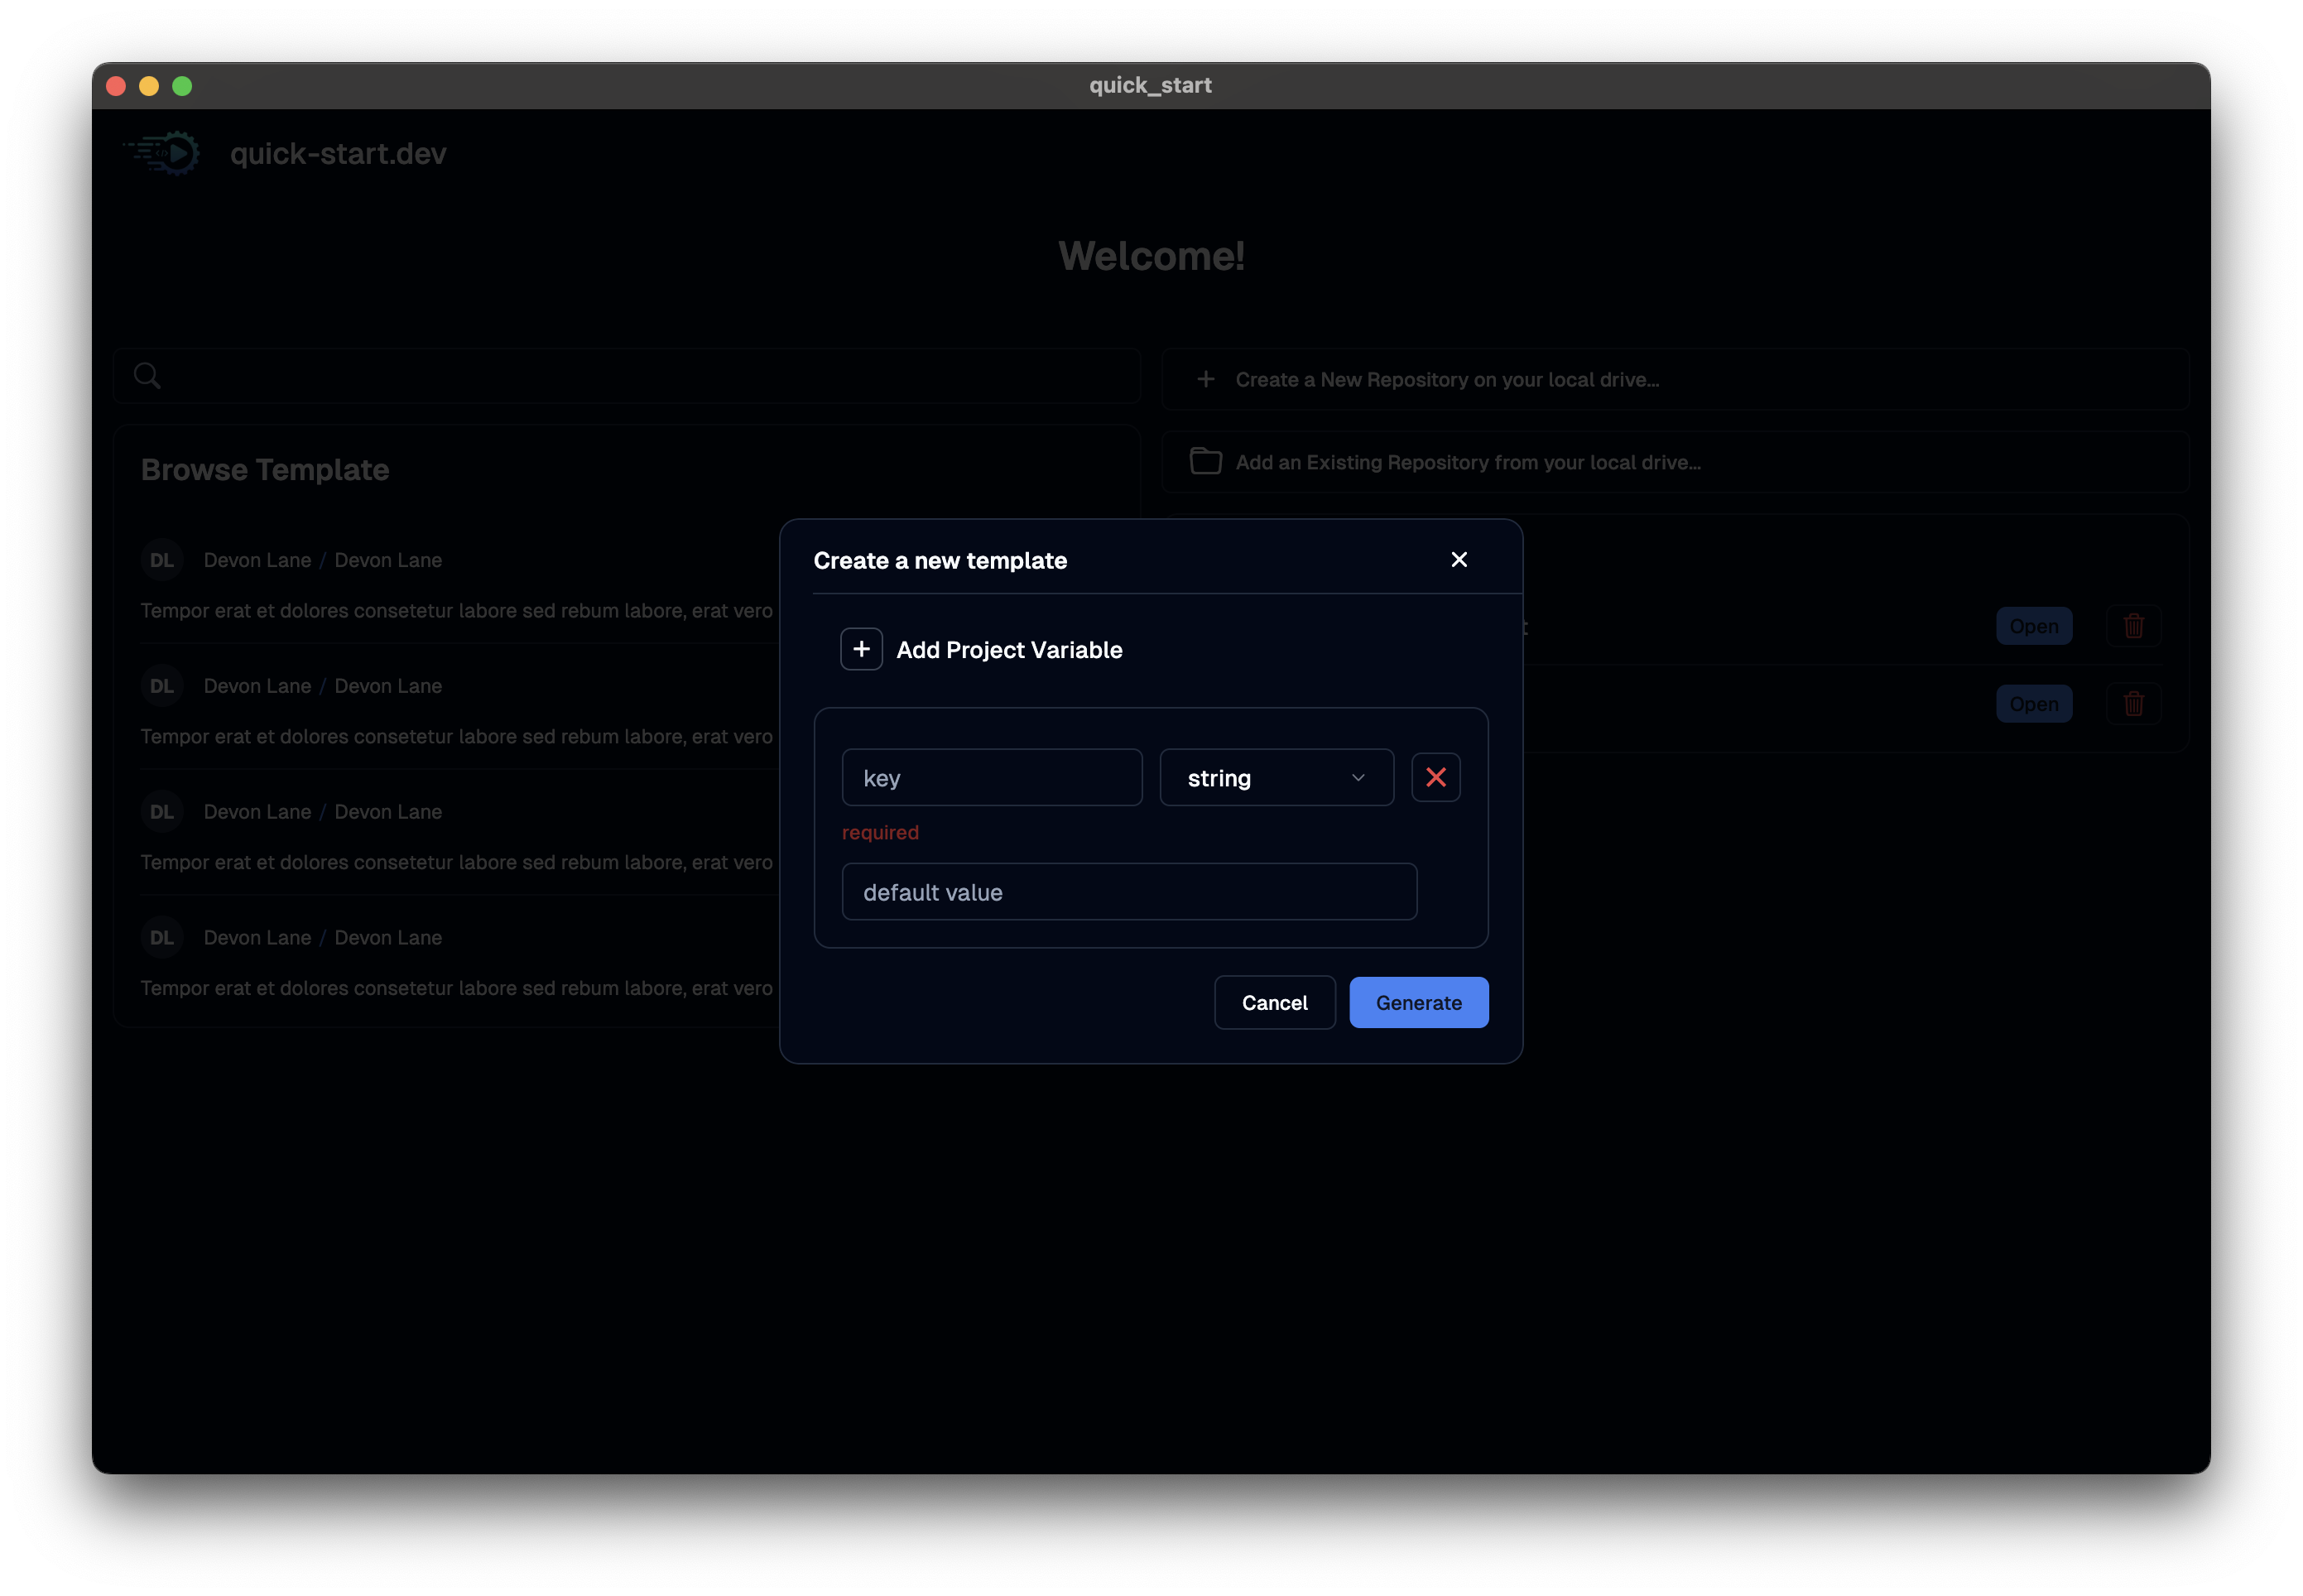 quick_start
quick-start.dev
Welcome!
Create a New Repository on your local drive...
Add an Existing Repository from your local drive...
Browse Template
DL Devon Lane / Devon Lane
Tempor erat et dolores consetetur labore sed rebum labore, erat vero
DL Devon Lane / Devon Lane
Tempor erat et dolores consetetur labore sed rebum labore, erat vero
DL Devon Lane / Devon Lane
Tempor erat et dolores consetetur labore sed rebum labore, erat vero
DL Devon Lane / Devon Lane
Tempor erat et dolores consetetur labore sed rebum labore, erat vero
Open
Open
Create a new template
Add Project Variable
key
string
required
default value
Cancel
Generate